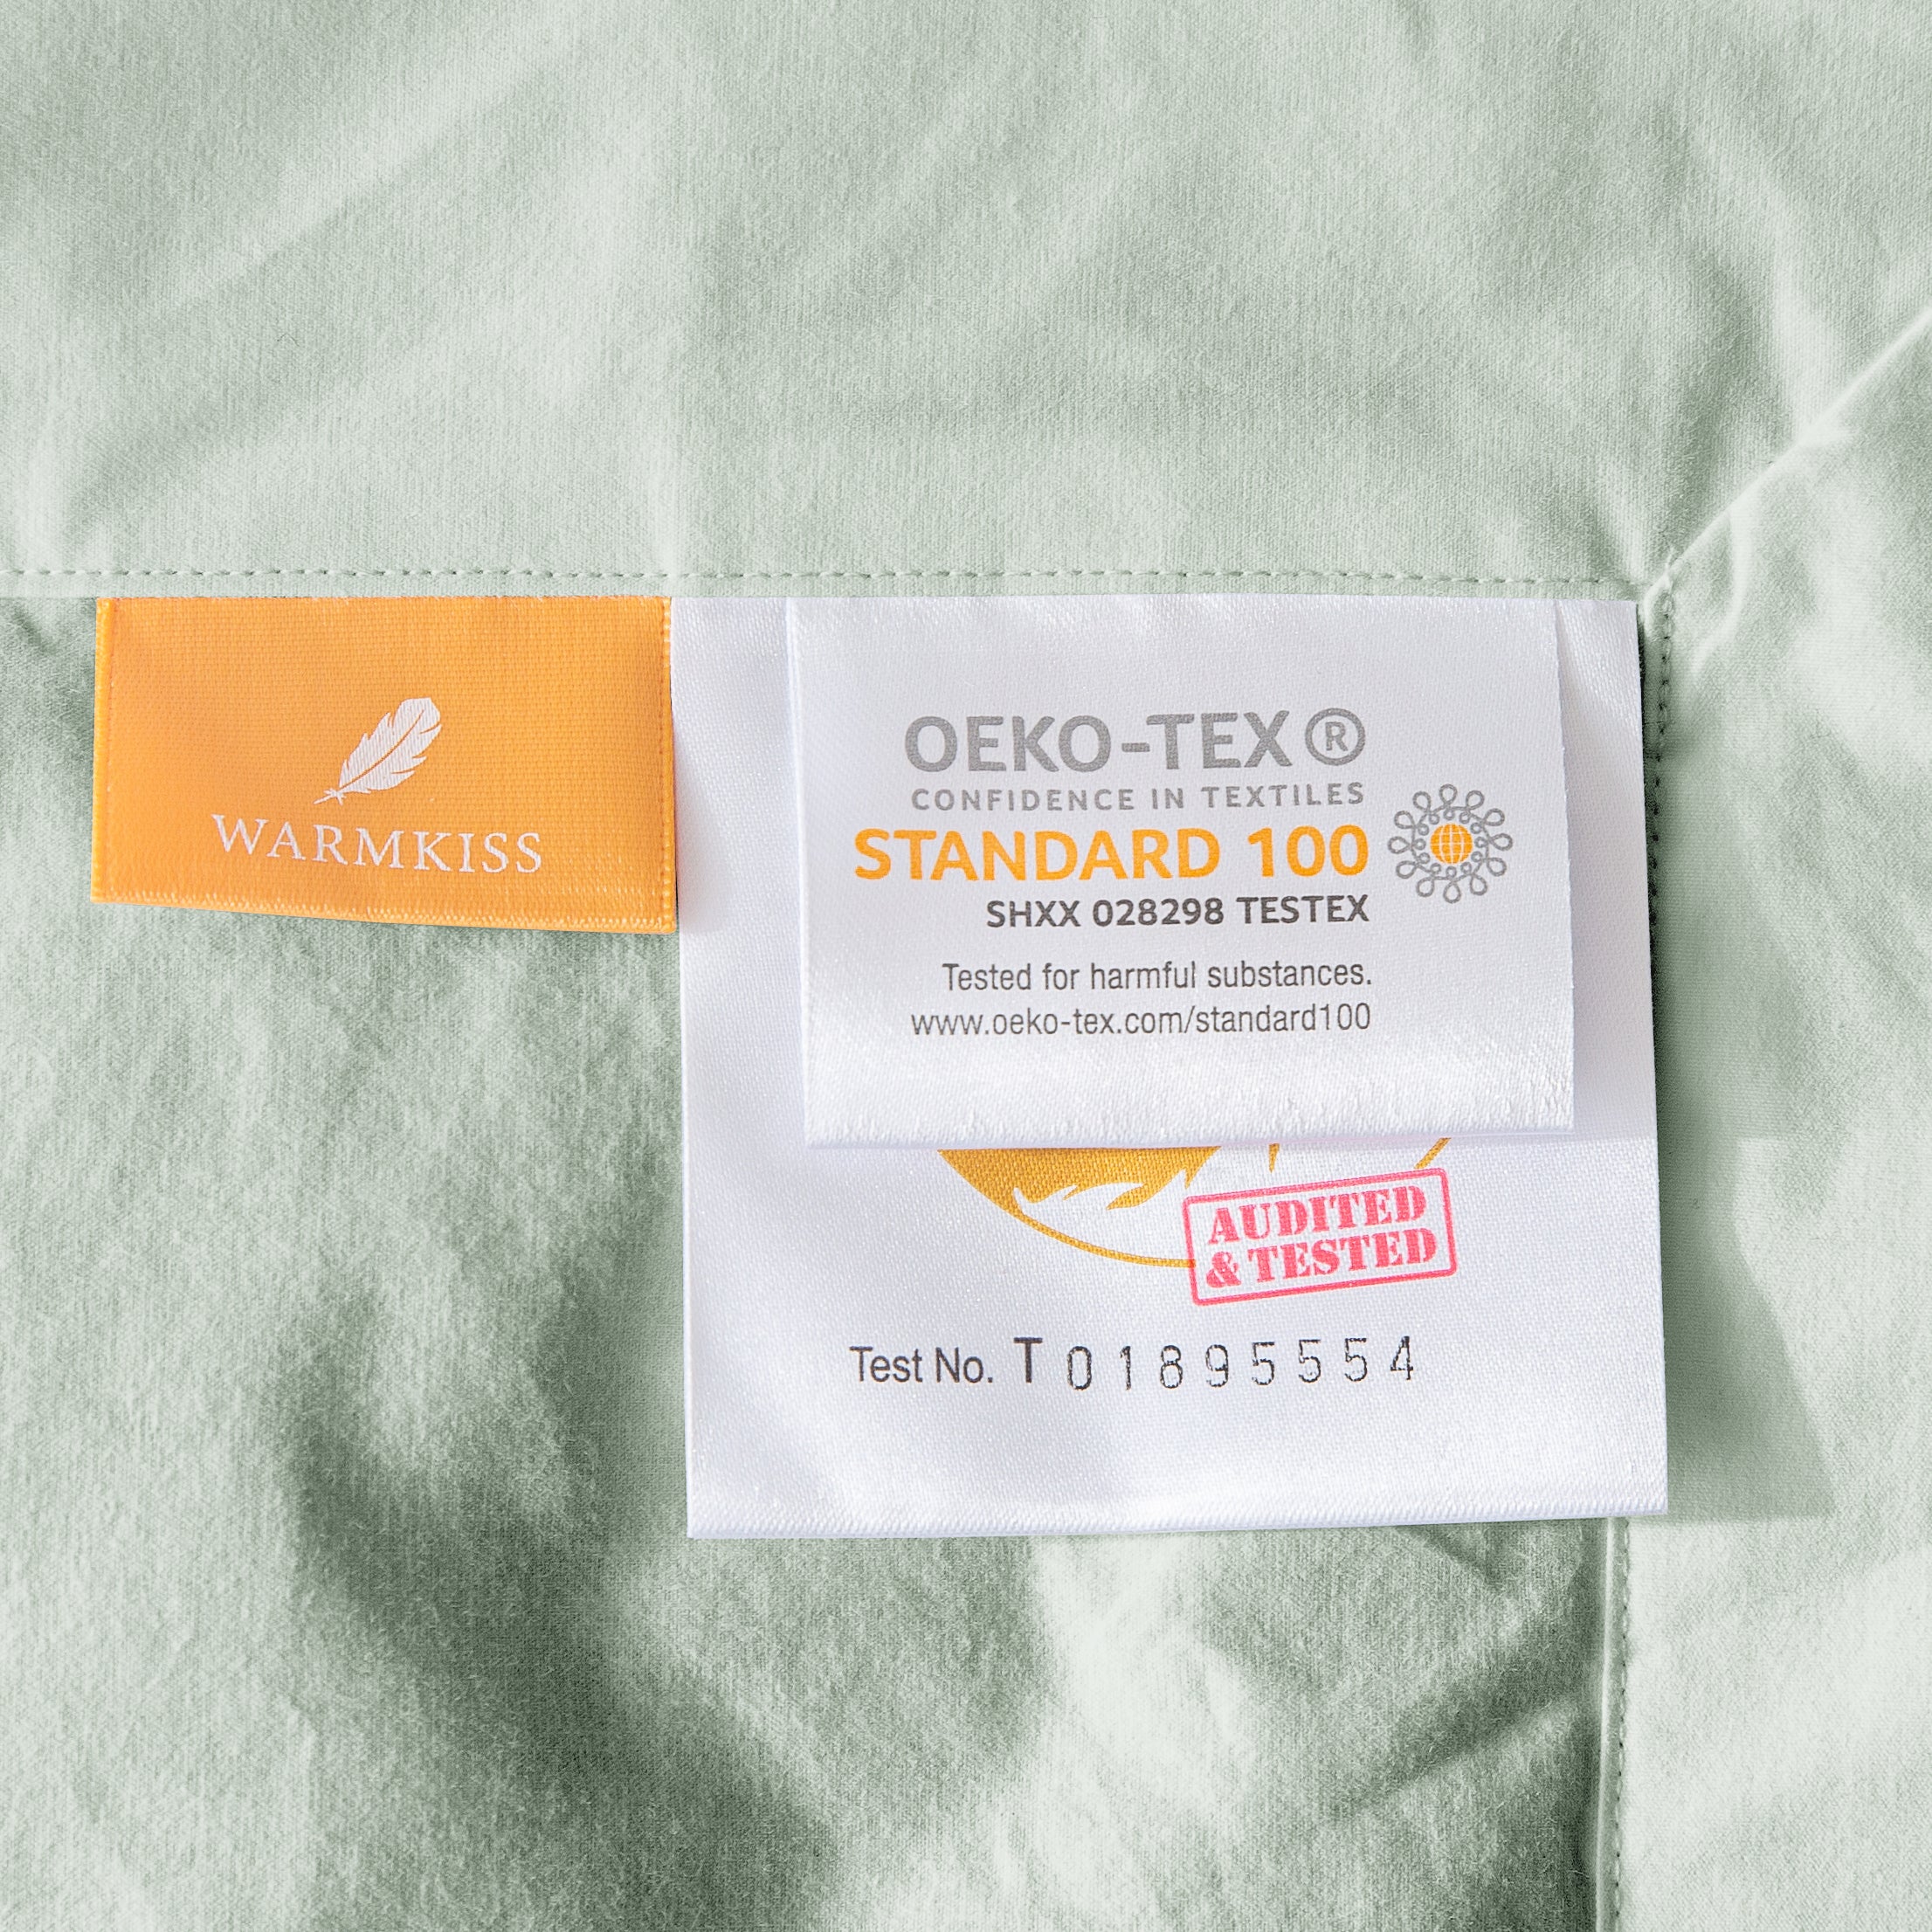 WARMKISS
OEKO-TEX®
CONFIDENCE IN TEXTILES
STANDARD 100
SHXX 028298 TESTEX
Tested for harmful substances.
www.oeko-tex.com/standard100
AUDITED
& TESTED
Test No. T 01895554